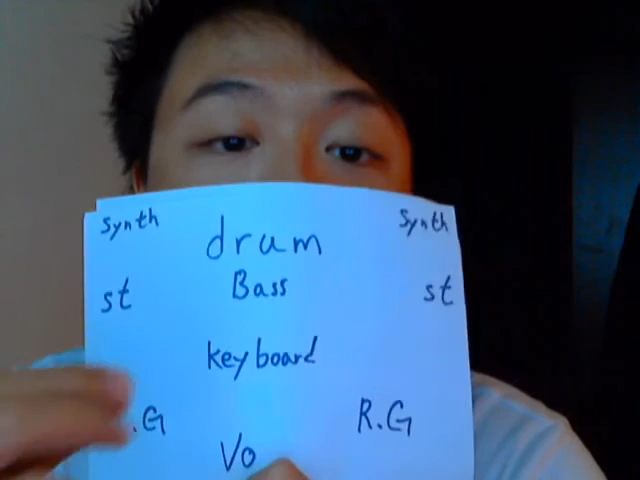 synth drum synth
st Bass st
keyboard
.G R.G
Vo